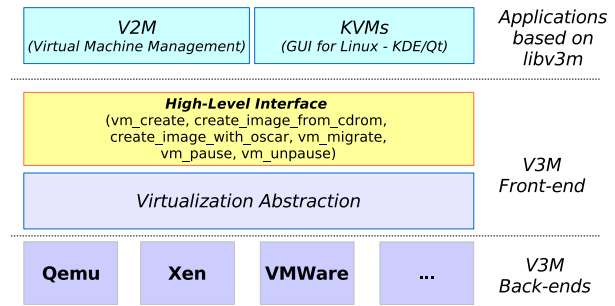 V2M
(Virtual Machine Management)
KVMs
(GUI for Linux - KDE/Qt)
Applications
based on
libv3m
High-Level Interface
(vm_create, create_image_from_cdrom,
create_image_with_oscar, vm_migrate,
vm_pause, vm_unpause)
Virtualization Abstraction
V3M
Front-end
Qemu
Xen
VMWare
...
V3M
Back-ends